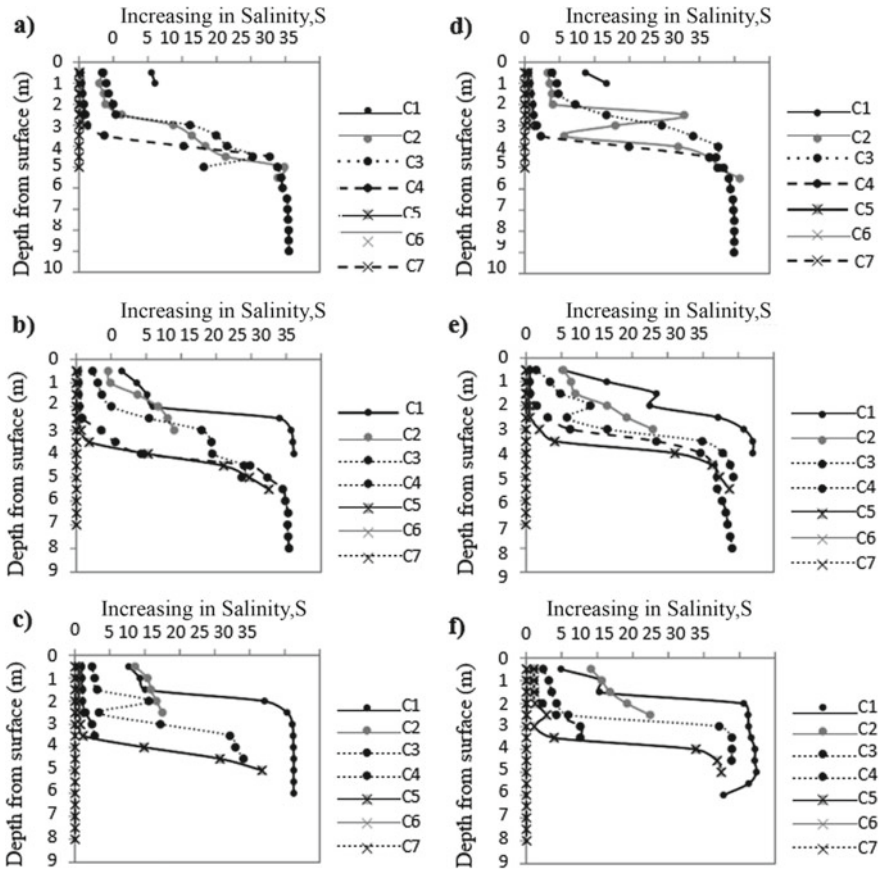 a)
Increasing in Salinity,S
0 0 5 10 15 20 25 30 35
Depth from surface (m)
0
1
2
3
4
5
6
7
8
9
10
C1
C2
C3
C4
C5
C6
C7
d)
Increasing in Salinity,S
0 0 5 10 15 20 25 30 35
Depth from surface (m)
0
1
2
3
4
5
6
7
8
9
10
C1
C2
C3
C4
C5
C6
C7
b)
Increasing in Salinity,S
0 0 5 10 15 20 25 30 35
Depth from surface (m)
0
1
2
3
4
5
6
7
8
9
C1
C2
C3
C4
C5
C6
C7
e)
Increasing in Salinity,S
0 0 5 10 15 20 25 30 35
Depth from surface (m)
0
1
2
3
4
5
6
7
8
9
C1
C2
C3
C4
C5
C6
C7
c)
Increasing in Salinity,S
0 5 10 15 20 25 30 35
Depth from surface (m)
0
1
2
3
4
5
6
7
8
9
C1
C2
C3
C4
C5
C6
C7
f)
Increasing in Salinity,S
0 5 10 15 20 25 30 35
Depth from surface (m)
0
1
2
3
4
5
6
7
8
9
C1
C2
C3
C4
C5
C6
C7